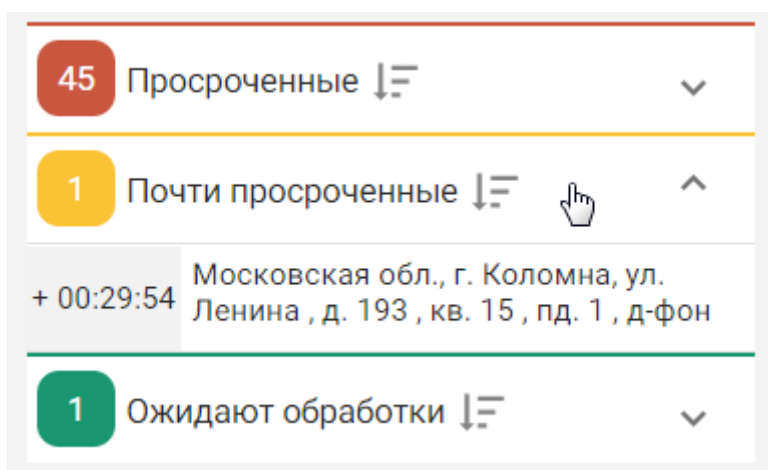 45 Просроченные
1 Почти просроченные
+ 00:29:54
Московская обл., г. Коломна, ул.
Ленина , д. 193 , кв. 15 , пд. 1 , д-фон
1 Ожидают обработки